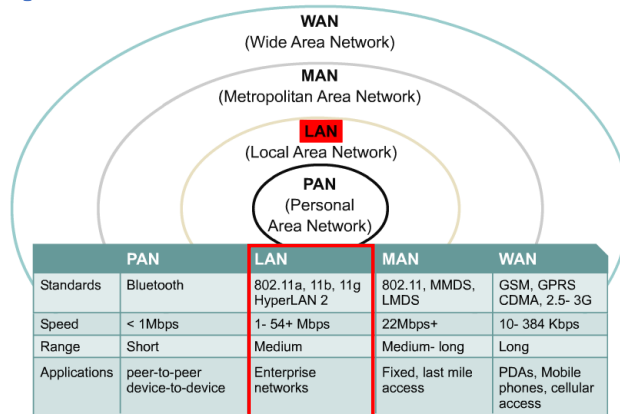 WAN
(Wide Area Network)
MAN
(Metropolitan Area Network)
LAN
(Local Area Network)
PAN
(Personal
Area Network)
PAN LAN MAN WAN
Standards Bluetooth 802.11a, 11b, 11g 802.11, MMDS, GSM, GPRS
HyperLAN 2 LMDS CDMA, 2.5- 3G
Speed < 1Mbps 1- 54+ Mbps 22Mbps+ 10- 384 Kbps
Range Short Medium Medium- long Long
Applications peer-to-peer Enterprise Fixed, last mile PDAs, Mobile
device-to-device networks access phones, cellular
access